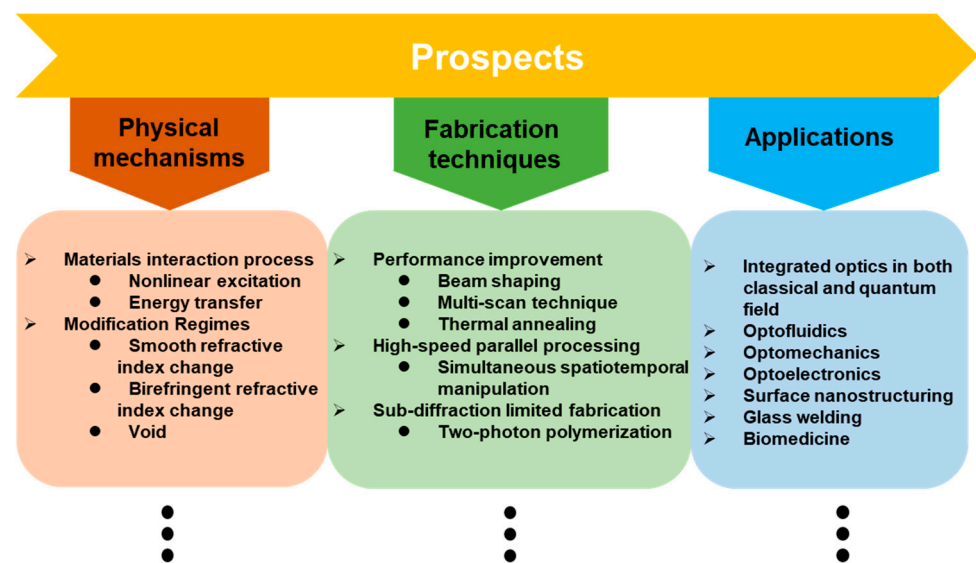 Prospects
Physical
mechanisms
Fabrication
techniques
Applications
➢ Materials interaction process
● Nonlinear excitation
● Energy transfer
➢ Modification Regimes
● Smooth refractive
index change
● Birefringent refractive
index change
● Void
➢ Performance improvement
● Beam shaping
● Multi-scan technique
● Thermal annealing
➢ High-speed parallel processing
● Simultaneous spatiotemporal
manipulation
➢ Sub-diffraction limited fabrication
● Two-photon polymerization
➢ Integrated optics in both
classical and quantum
field
➢ Optofluidics
➢ Optomechanics
➢ Optoelectronics
➢ Surface nanostructuring
➢ Glass welding
➢ Biomedicine